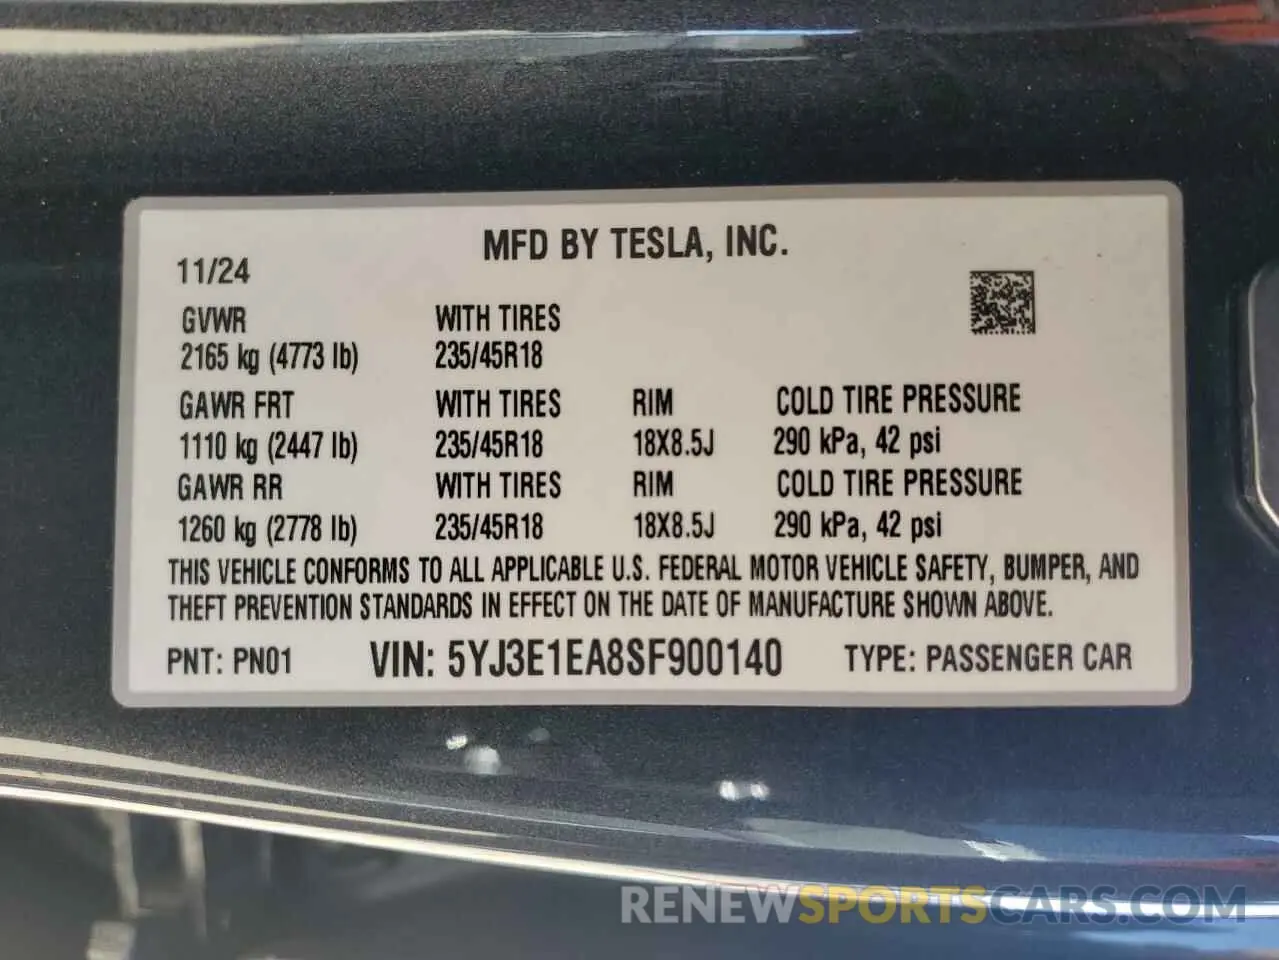 MFD BY TESLA, INC.
11/24
GVWR WITH TIRES
2165 kg (4773 lb) 235/45R18
GAWR FRT WITH TIRES RIM COLD TIRE PRESSURE
1110 kg (2447 lb) 235/45R18 18X8.5J 290 kPa, 42 psi
GAWR RR WITH TIRES RIM COLD TIRE PRESSURE
1260 kg (2778 lb) 235/45R18 18X8.5J 290 kPa, 42 psi
THIS VEHICLE CONFORMS TO ALL APPLICABLE U.S. FEDERAL MOTOR VEHICLE SAFETY, BUMPER, AND
THEFT PREVENTION STANDARDS IN EFFECT ON THE DATE OF MANUFACTURE SHOWN ABOVE.
PNT: PN01 VIN: 5YJ3E1EA8SF900140 TYPE: PASSENGER CAR
RENEWSPORTSCARS.COM